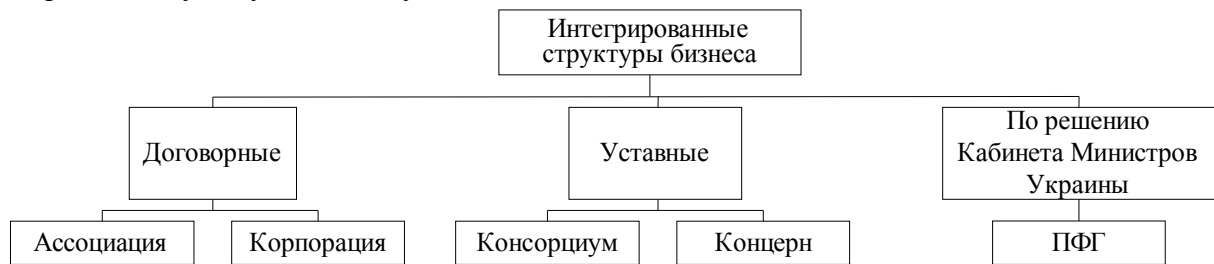 Интегрированные
структуры бизнеса
Договорные
Уставные
По решению
Кабинета Министров
Украины
Ассоциация
Корпорация
Консорциум
Концерн
ПФГ